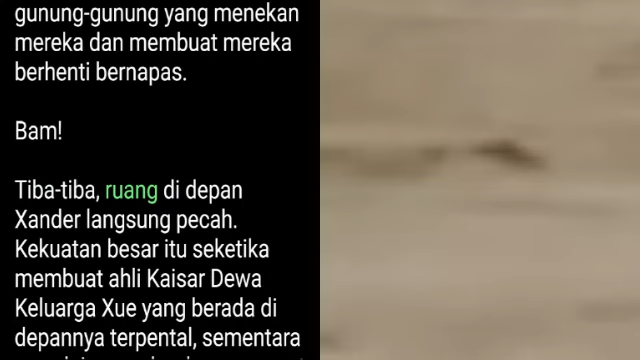 gunung-gunung yang menekan
mereka dan membuat mereka
berhenti bernapas.
Bam!
Tiba-tiba, ruang di depan
Xander langsung pecah.
Kekuatan besar itu seketika
membuat ahli Kaisar Dewa
Keluarga Xue yang berada di
depannya terpental, sementara